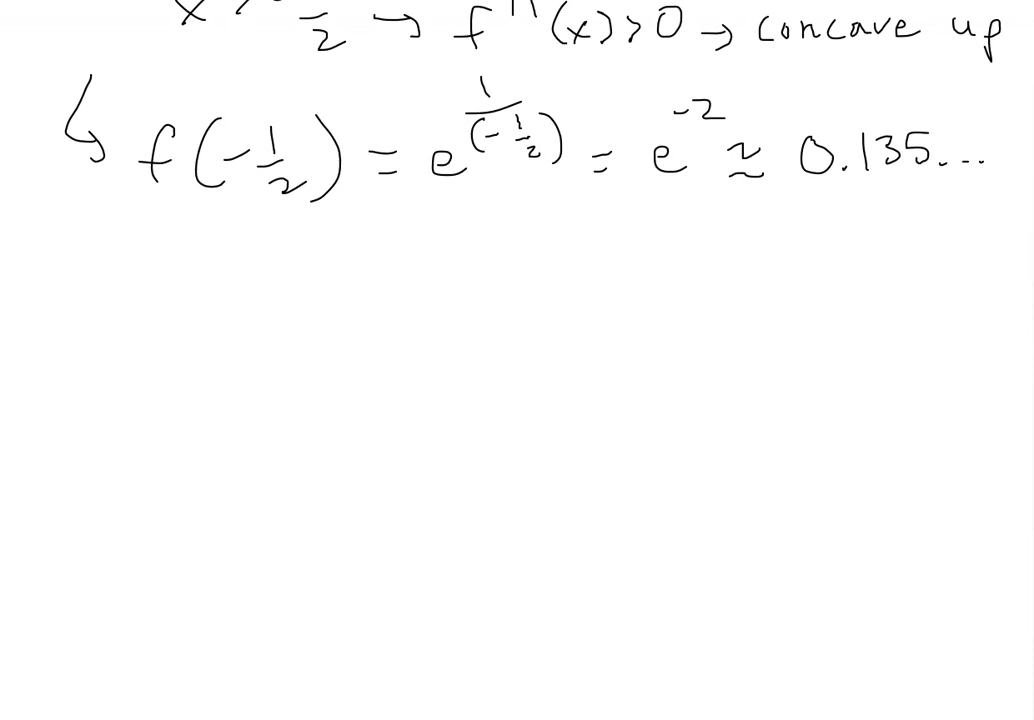 x > -1/2 → f''(x) > 0 → concave up
↳ f(-1/2) = e^(1/(-1/2)) = e^-2 ≈ 0.135...